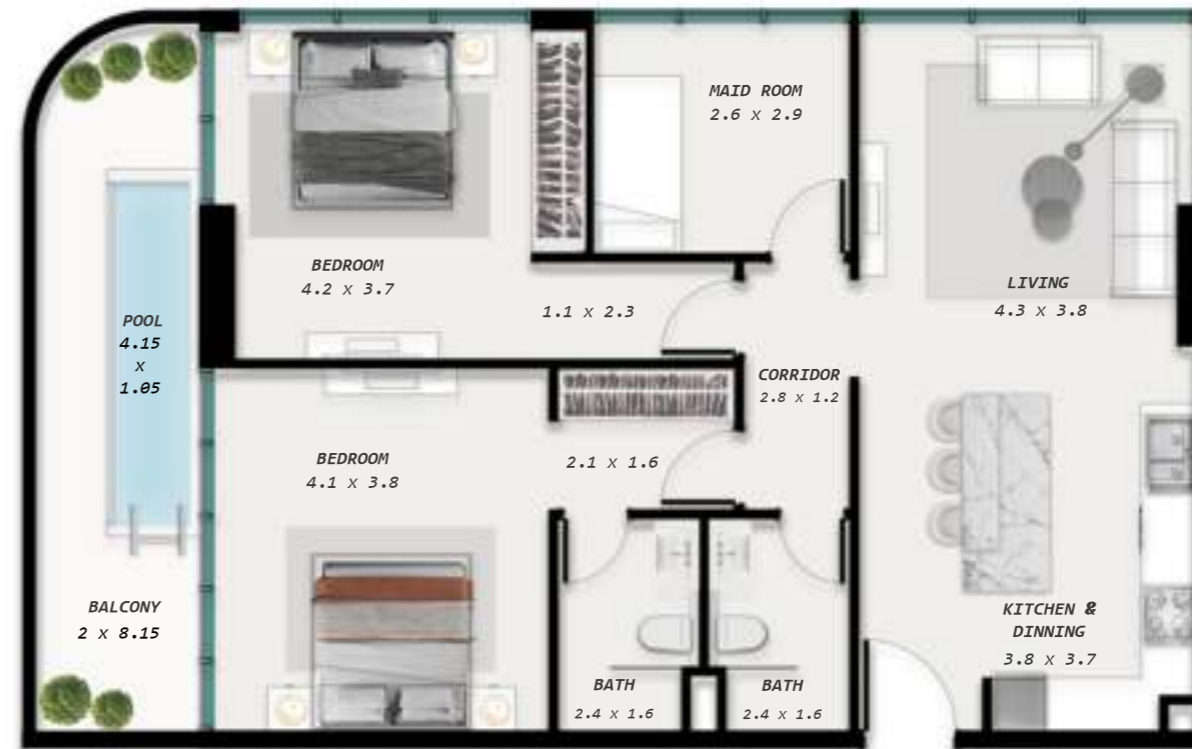 MAID ROOM
2.6 x 2.9
BEDROOM
4.2 x 3.7
1.1 x 2.3
LIVING
4.3 x 3.8
POOL
4.15
x
1.05
CORRIDOR
2.8 x 1.2
BEDROOM
4.1 x 3.8
2.1 x 1.6
BALCONY
2 x 8.15
KITCHEN &
DINNING
3.8 x 3.7
BATH
2.4 x 1.6
BATH
2.4 x 1.6